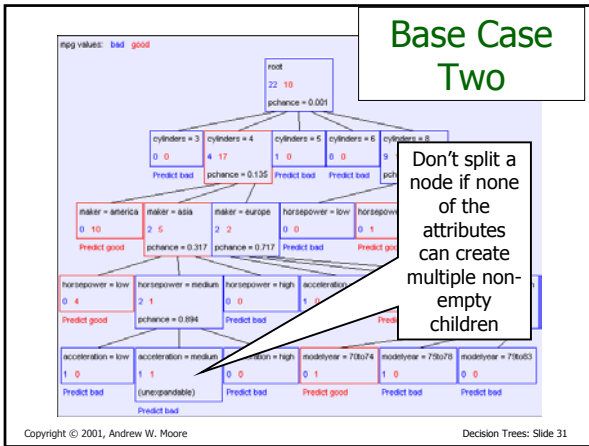 Base Case
Two
mpg values: bad good
root
22 10
pchance = 0.001
cylinders = 3
0 0
Predict bad
cylinders = 4
4 17
pchance = 0.135
cylinders = 5
1 0
Predict bad
cylinders = 6
0 0
Predict bad
cylinders = 8
9
pchance
Don't split a
node if none
of the
attributes
can create
multiple non-
empty
children
maker = america
0 10
Predict good
maker = asia
2 5
pchance = 0.317
maker = europe
2 2
pchance = 0.717
horsepower = low
0 0
Predict bad
0 1
Predict good
horsepower = low
0 4
Predict good
horsepower = medium
2 1
pchance = 0.894
horsepower = high
0 0
Predict bad
acceleration
1 0
Predict bad
acceleration = low
1 0
Predict bad
acceleration = medium
1 1
(unexpandable)
Predict bad
acceleration = high
0 0
Predict bad
modelyear = 70to74
0 1
Predict good
modelyear = 75to78
0 0
Predict bad
modelyear = 79to83
0 0
Predict bad
Copyright © 2001, Andrew W. Moore
Decision Trees: Slide 31